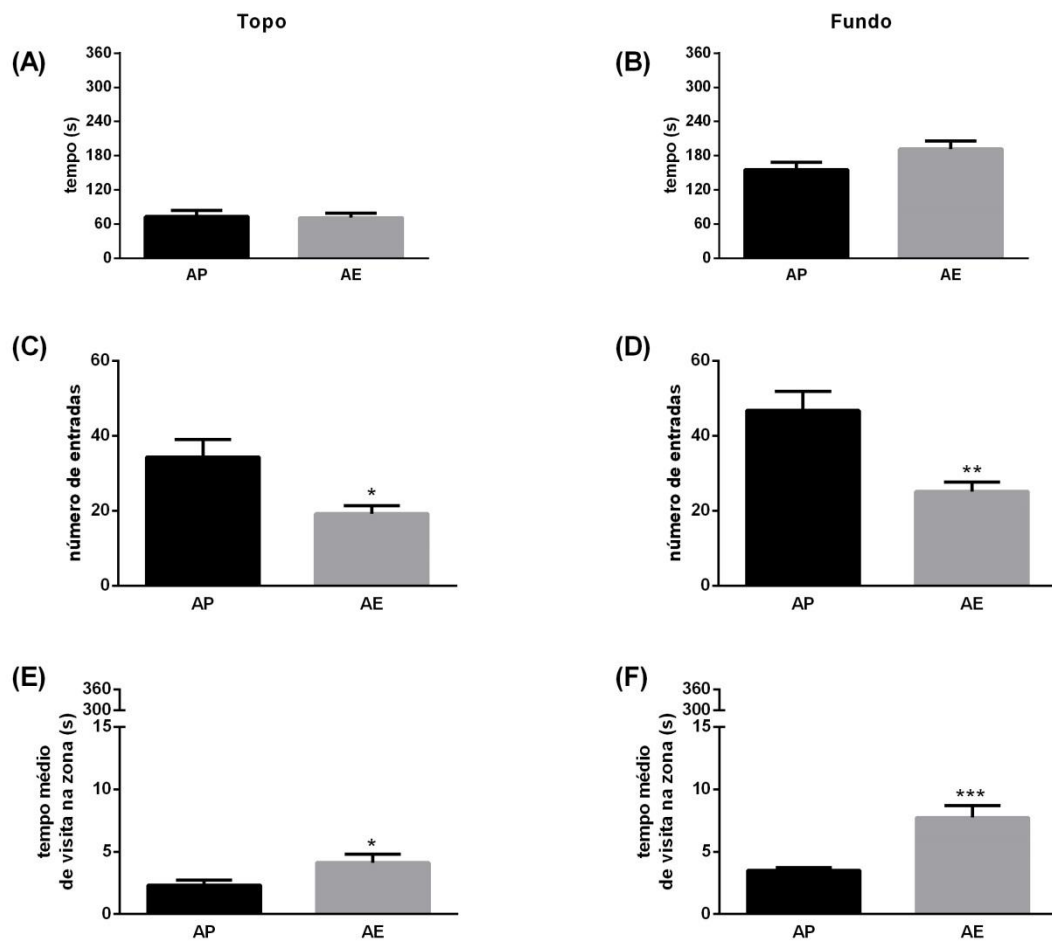 Topo
Fundo
(A)
tempo (s)
360
300
240
180
120
60
0
AP
AE
(B)
tempo (s)
360
300
240
180
120
60
0
AP
AE
(C)
número de entradas
60
40
20
0
*
AP
AE
(D)
número de entradas
60
40
20
0
**
AP
AE
(E)
tempo médio
de visita na zona (s)
360
300
15
10
5
0
*
AP
AE
(F)
tempo médio
de visita na zona (s)
360
300
15
10
5
0
***
AP
AE